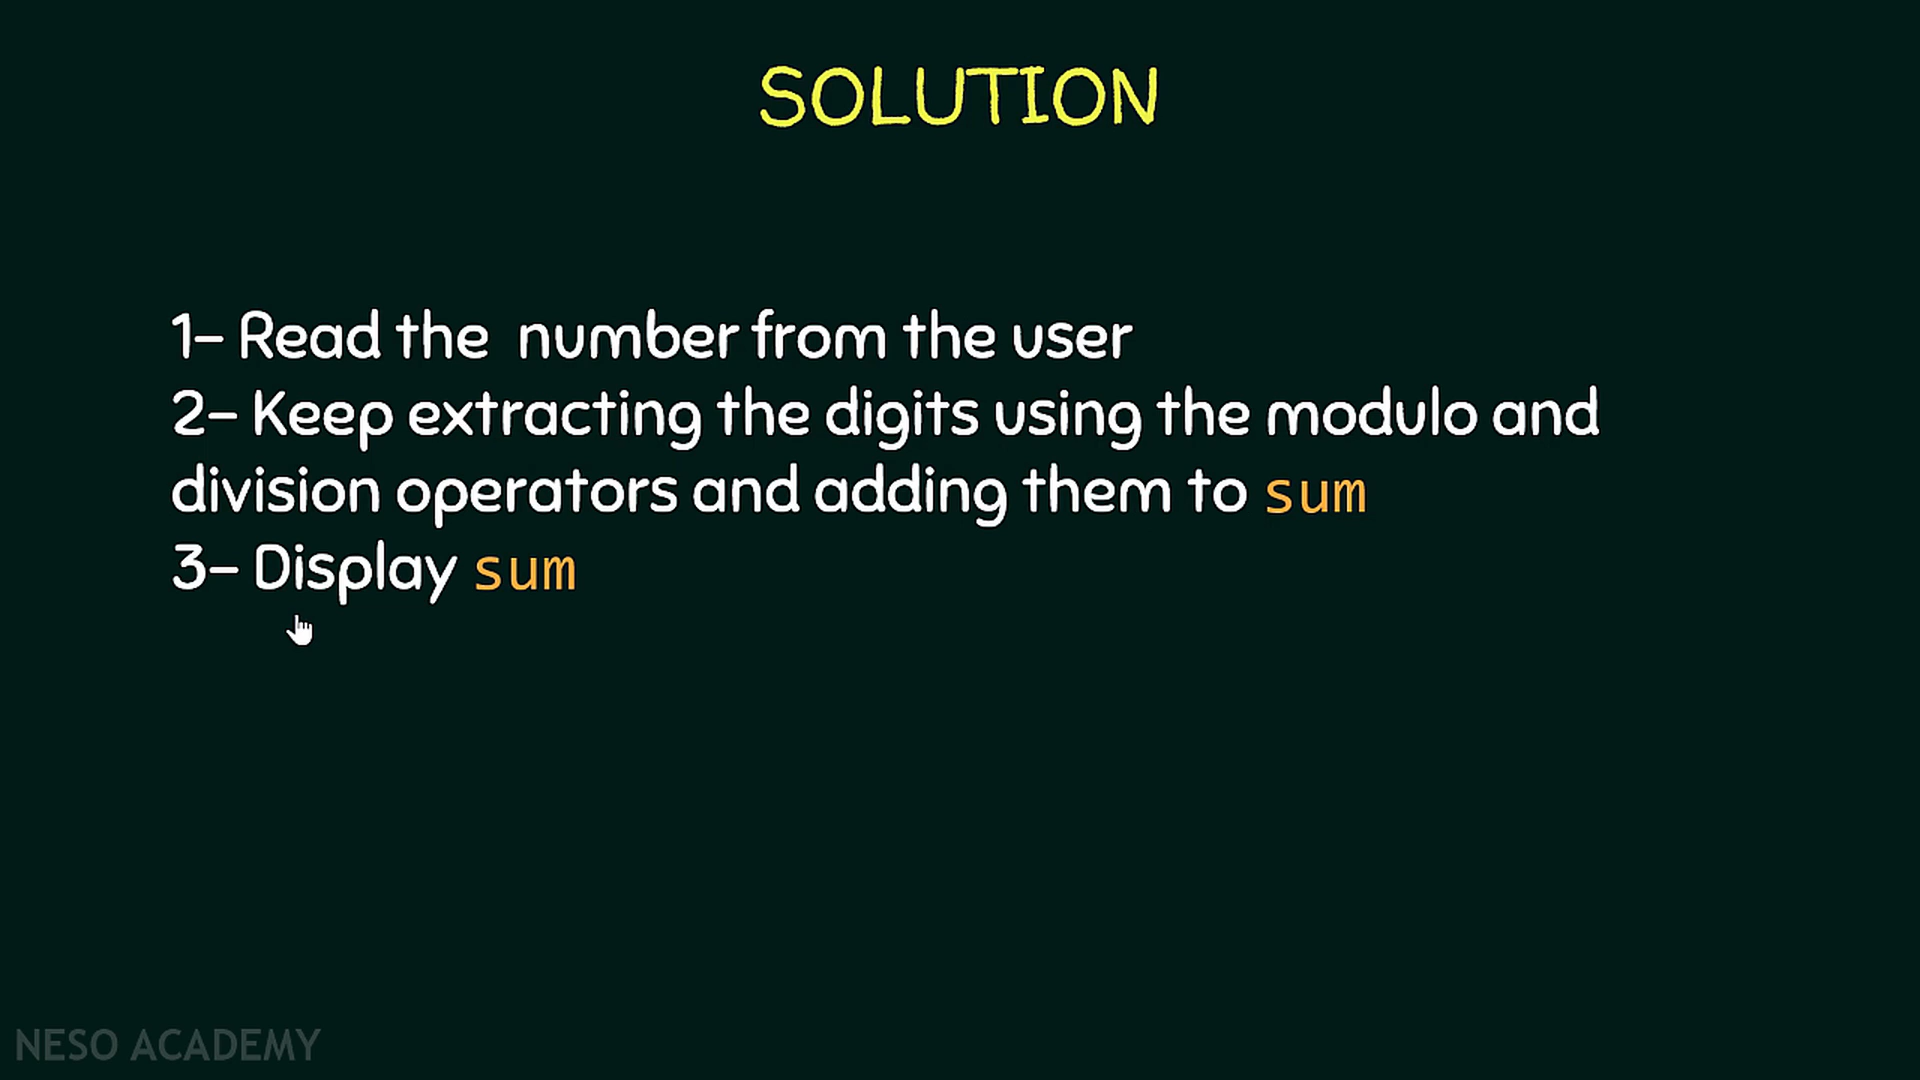 SOLUTION
1- Read the  number from the user
2- Keep extracting the digits using the modulo and
division operators and adding them to sum
3- Display sum
NESO ACADEMY